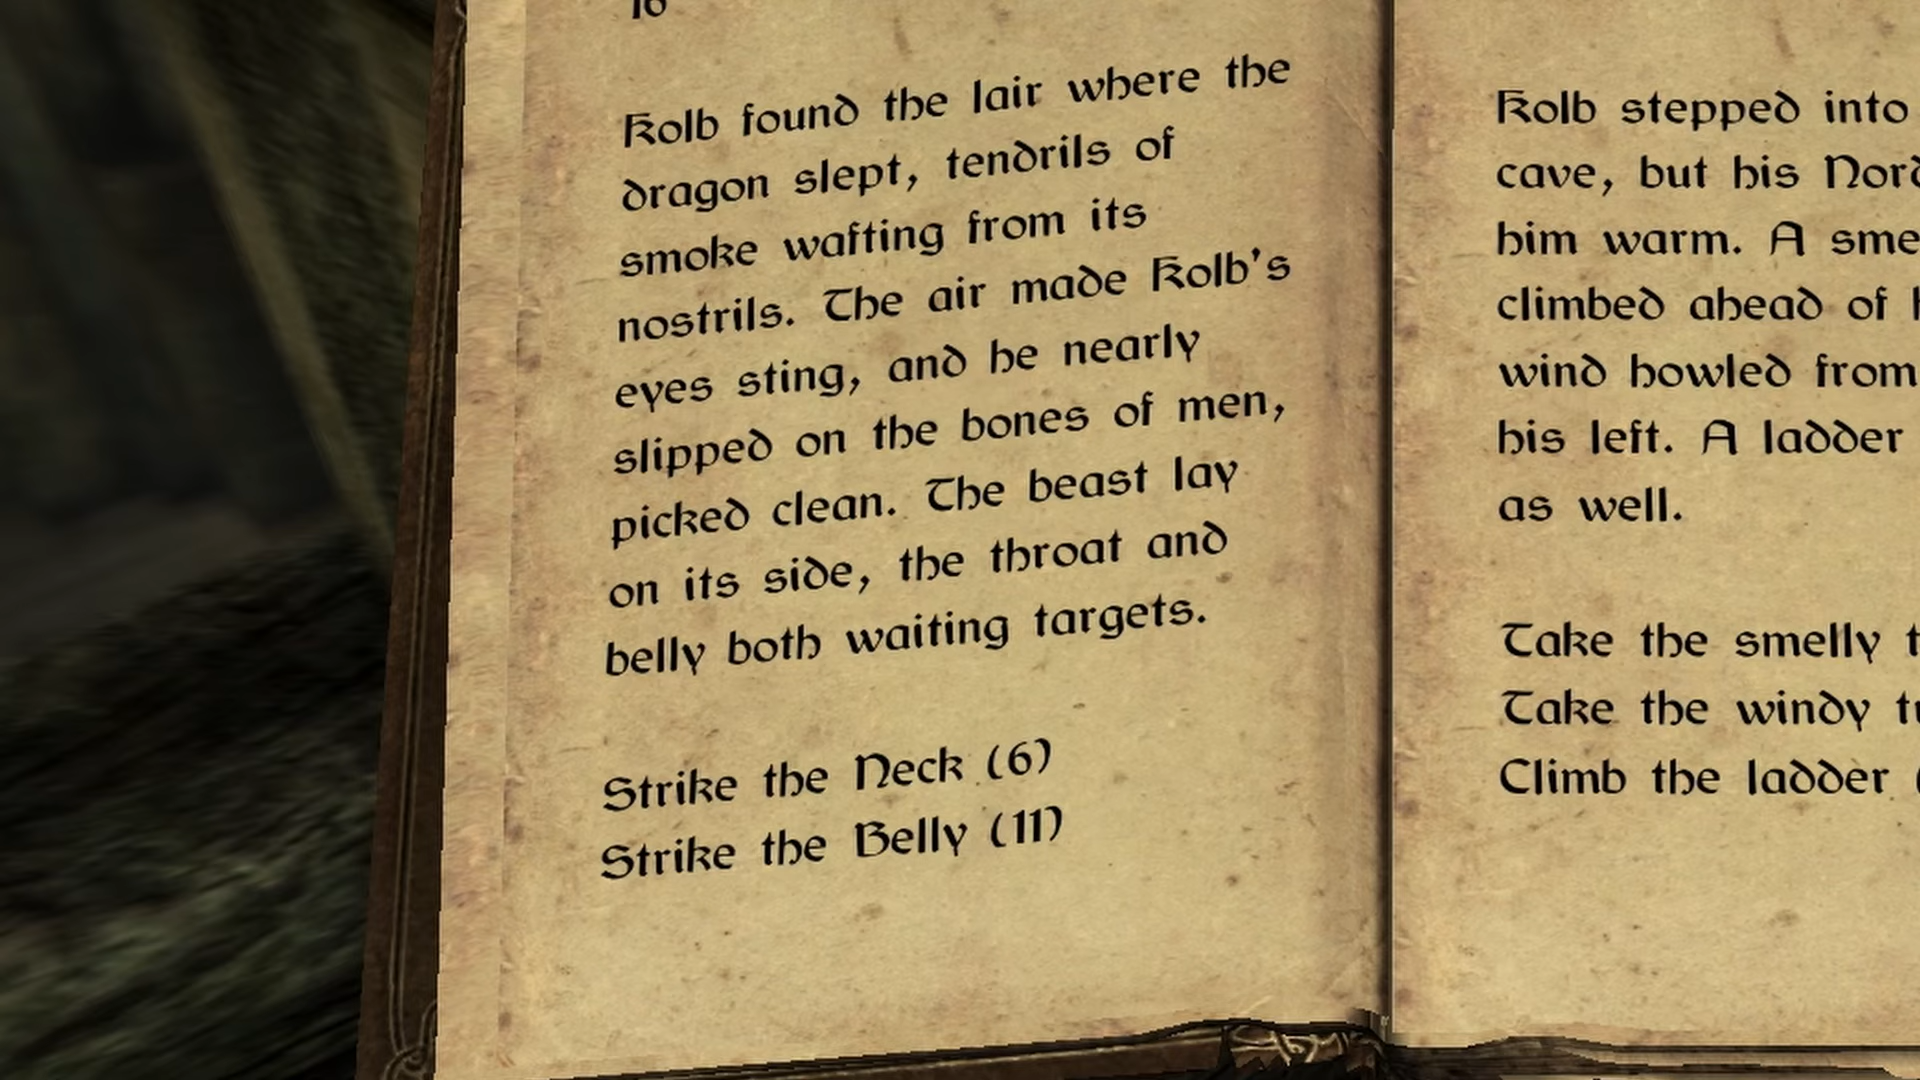 16
Kolb found the lair where the
dragon slept, tendrils of
smoke wafting from its
nostrils. The air made Kolb's
eyes sting, and he nearly
slipped on the bones of men,
picked clean. The beast lay
on its side, the throat and
belly both waiting targets.
Strike the Neck (6)
Strike the Belly (11)
Kolb stepped into
cave, but his Nord
him warm. A sme
climbed ahead of h
wind howled from
his left. A ladder
as well.
Take the smelly t
Take the windy tu
Climb the ladder (